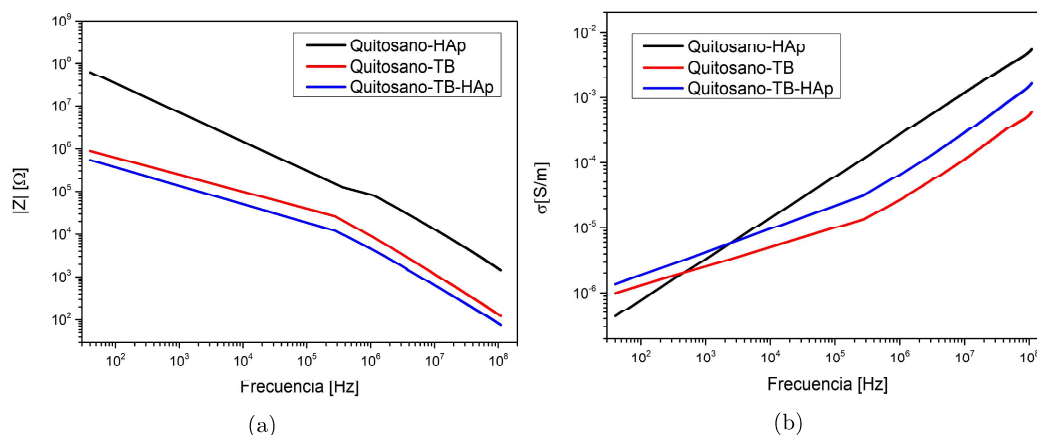 10⁹
10⁸
10⁷
10⁶
10⁵
10⁴
10³
10²
|Z| [Ω]
Quitosano-HAp
Quitosano-TB
Quitosano-TB-HAp
10² 10³ 10⁴ 10⁵ 10⁶ 10⁷ 10⁸
Frecuencia [Hz]
(a)
10⁻²
10⁻³
10⁻⁴
10⁻⁵
10⁻⁶
σ[S/m]
Quitosano-HAp
Quitosano-TB
Quitosano-TB-HAp
10² 10³ 10⁴ 10⁵ 10⁶ 10⁷ 10⁸
Frecuencia [Hz]
(b)